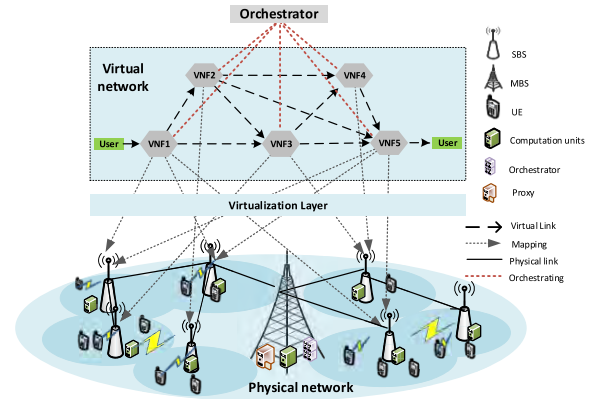 Orchestrator
Virtual
network
VNF2
VNF4
User
VNF1
VNF3
VNF5
User
Virtualization Layer
Physical network
SBS
MBS
UE
Computation units
Orchestrator
Proxy
Virtual Link
Mapping
Physical link
Orchestrating